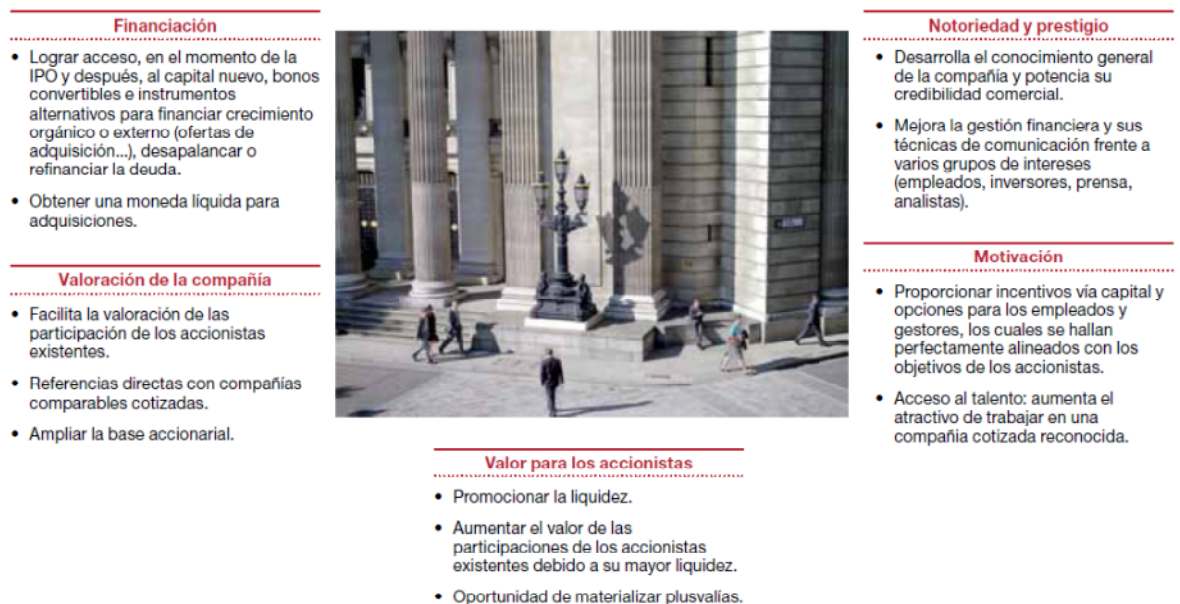 Financiación
• Lograr acceso, en el momento de la
IPO y después, al capital nuevo, bonos
convertibles e instrumentos
alternativos para financiar crecimiento
orgánico o externo (ofertas de
adquisición...), desapalancar o
refinanciar la deuda.
• Obtener una moneda líquida para
adquisiciones.
Valoración de la compañía
• Facilita la valoración de las
participación de los accionistas
existentes.
• Referencias directas con compañías
comparables cotizadas.
• Ampliar la base accionarial.
Valor para los accionistas
• Promocionar la liquidez.
• Aumentar el valor de las
participaciones de los accionistas
existentes debido a su mayor liquidez.
• Oportunidad de materializar plusvalías.
Notoriedad y prestigio
• Desarrolla el conocimiento general
de la compañía y potencia su
credibilidad comercial.
• Mejora la gestión financiera y sus
técnicas de comunicación frente a
varios grupos de intereses
(empleados, inversores, prensa,
analistas).
Motivación
• Proporcionar incentivos vía capital y
opciones para los empleados y
gestores, los cuales se hallan
perfectamente alineados con los
objetivos de los accionistas.
• Acceso al talento: aumenta el
atractivo de trabajar en una
compañia cotizada reconocida.